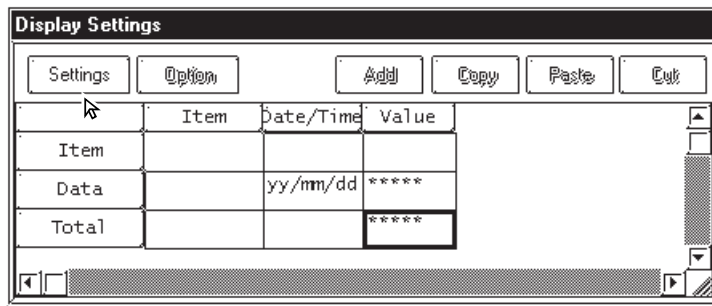 Display Settings
Settings Option Add Copy Paste Cut
Item Date/Time Value
Item
Data yy/mm/dd *****
Total *****